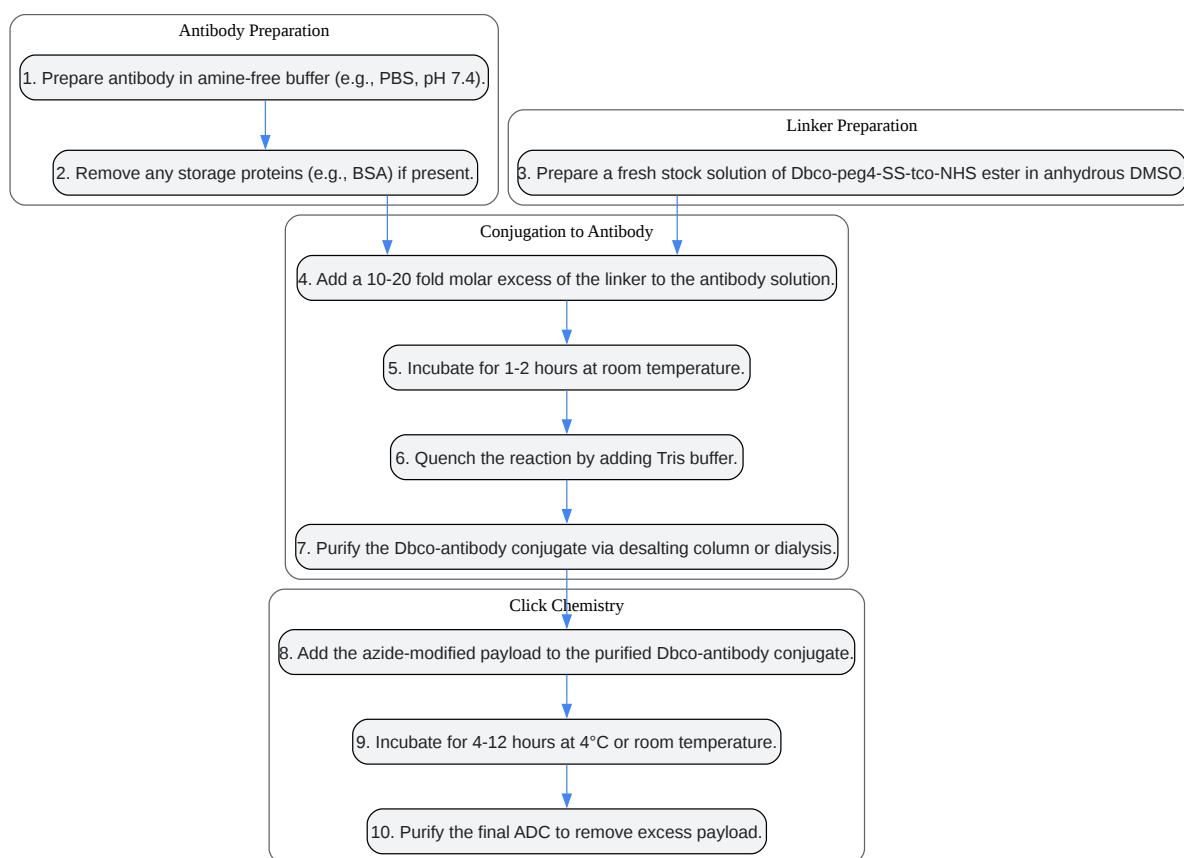 Antibody Preparation
1. Prepare antibody in amine-free buffer (e.g., PBS, pH 7.4).
2. Remove any storage proteins (e.g., BSA) if present.
Linker Preparation
3. Prepare a fresh stock solution of Dbco-peg4-SS-tco-NHS ester in anhydrous DMSO.
Conjugation to Antibody
4. Add a 10-20 fold molar excess of the linker to the antibody solution.
5. Incubate for 1-2 hours at room temperature.
6. Quench the reaction by adding Tris buffer.
7. Purify the Dbco-antibody conjugate via desalting column or dialysis.
Click Chemistry
8. Add the azide-modified payload to the purified Dbco-antibody conjugate.
9. Incubate for 4-12 hours at 4°C or room temperature.
10. Purify the final ADC to remove excess payload.